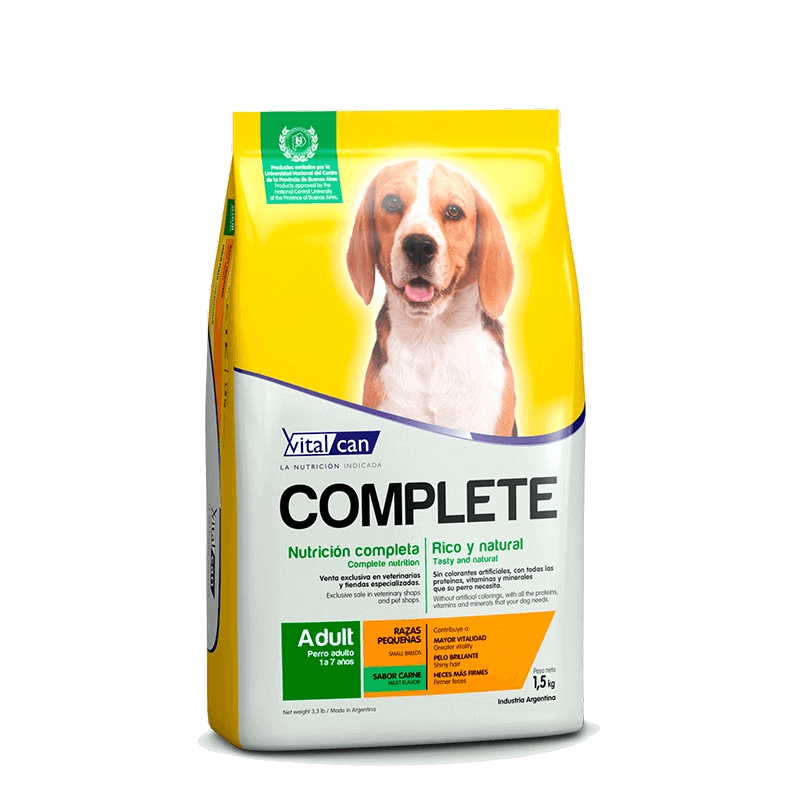 Productos avalados por la
Universidad Nacional del Centro
de la Provincia de Buenos Aires
Products approved by the
National Central University
of the Province of Buenos Aires.
Vital can
LA NUTRICIÓN INDICADA
COMPLETE
Nutrición completa
Complete nutrition
Venta exclusiva en veterinarias
y tiendas especializadas.
Exclusive sale in veterinary shops
and pet shops.
Rico y natural
Tasty and natural
Sin colorantes artificiales, con todas las
proteínas, vitaminas y minerales
que su perro necesita.
Without artificial colorings, with all the proteins,
vitamins and minerals that your dog needs.
Adult
Perro adulto
1 a 7 años
RAZAS
PEQUEÑAS
SMALL BREEDS
SABOR CARNE
MEAT FLAVOR
Contribuye a
MAYOR VITALIDAD
Greater vitality
PELO BRILLANTE
Shiny hair
HECES MÁS FIRMES
Firmer feces
Peso neto
1,5 kg
Net weight 3,3 lb / Made in Argentina
Industria Argentina